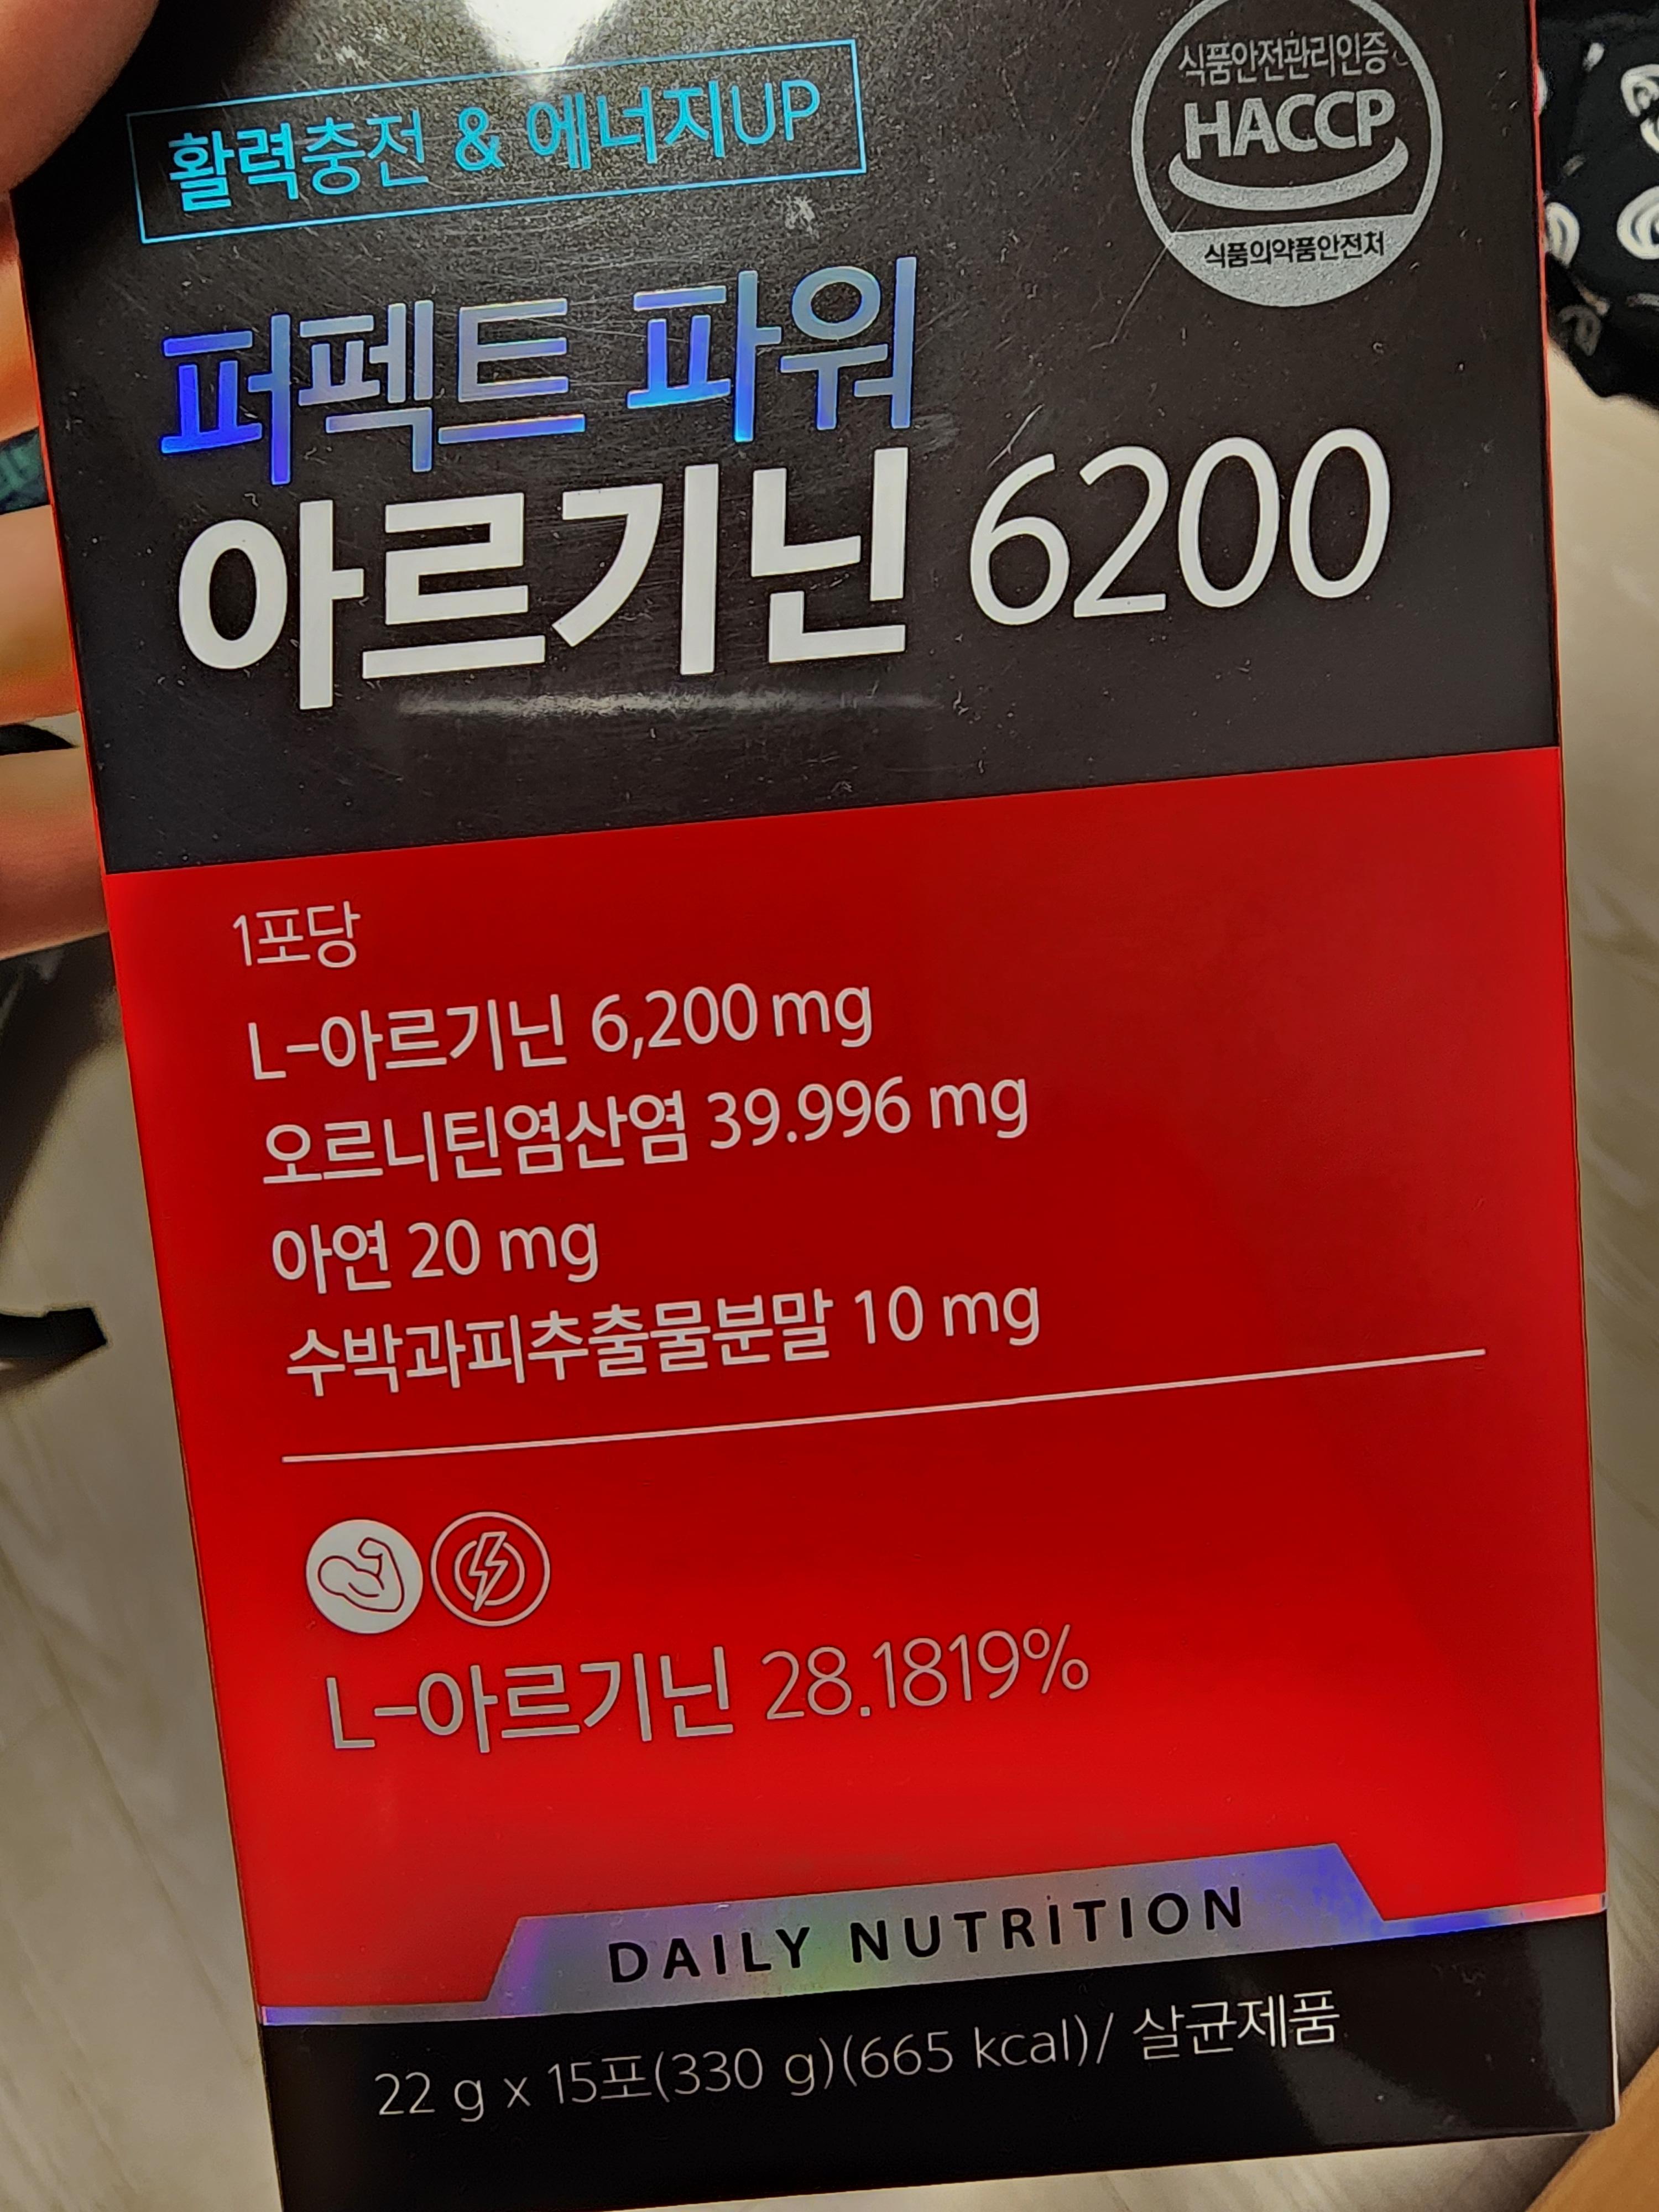 식품안전관리인증
HACCP
식품의약품안전처
활력충전 & 에너지UP
퍼펙트 파워
아르기닌 6200
1포당
L-아르기닌 6,200 mg
오르니틴염산염 39.996 mg
아연 20 mg
수박과피추출물분말 10 mg
L-아르기닌 28.1819%
DAILY NUTRITION
22 g x 15포(330 g)(665 kcal)/ 살균제품